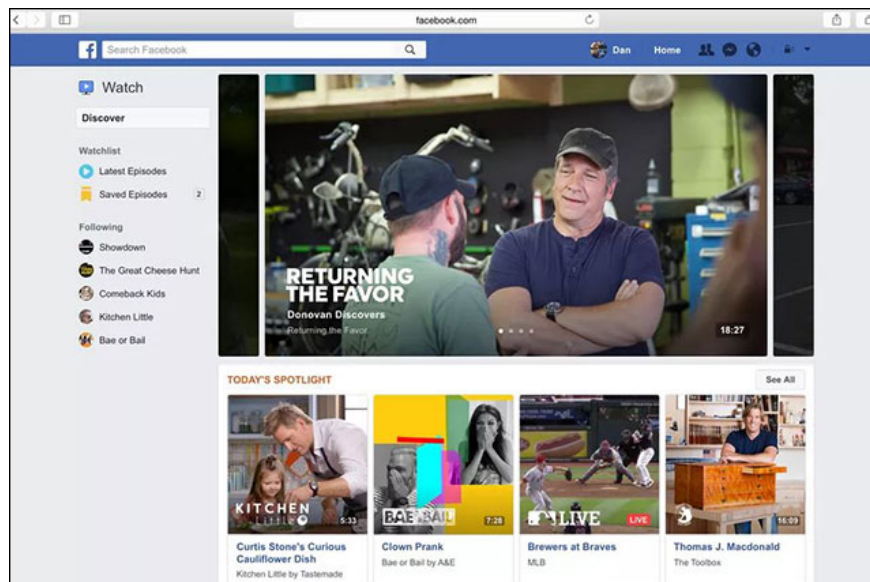 facebook.com
f Search Facebook
Dan Home
Watch
Discover
Watchlist
Latest Episodes
Saved Episodes 2
Following
Showdown
The Great Cheese Hunt
Comeback Kids
Kitchen Little
Bae or Bail
RETURNING
THE FAVOR
Donovan Discovers
Returning the Favor
18:27
TODAY'S SPOTLIGHT
See All
KITCHEN
Little
5:33
BAE OR BAIL
7:28
LIVE
LIVE
16:09
Curtis Stone's Curious
Cauliflower Dish
Kitchen Little by Tastemade
Clown Prank
Bae or Bail by A&E
Brewers at Braves
MLB
Thomas J. Macdonald
The Toolbox